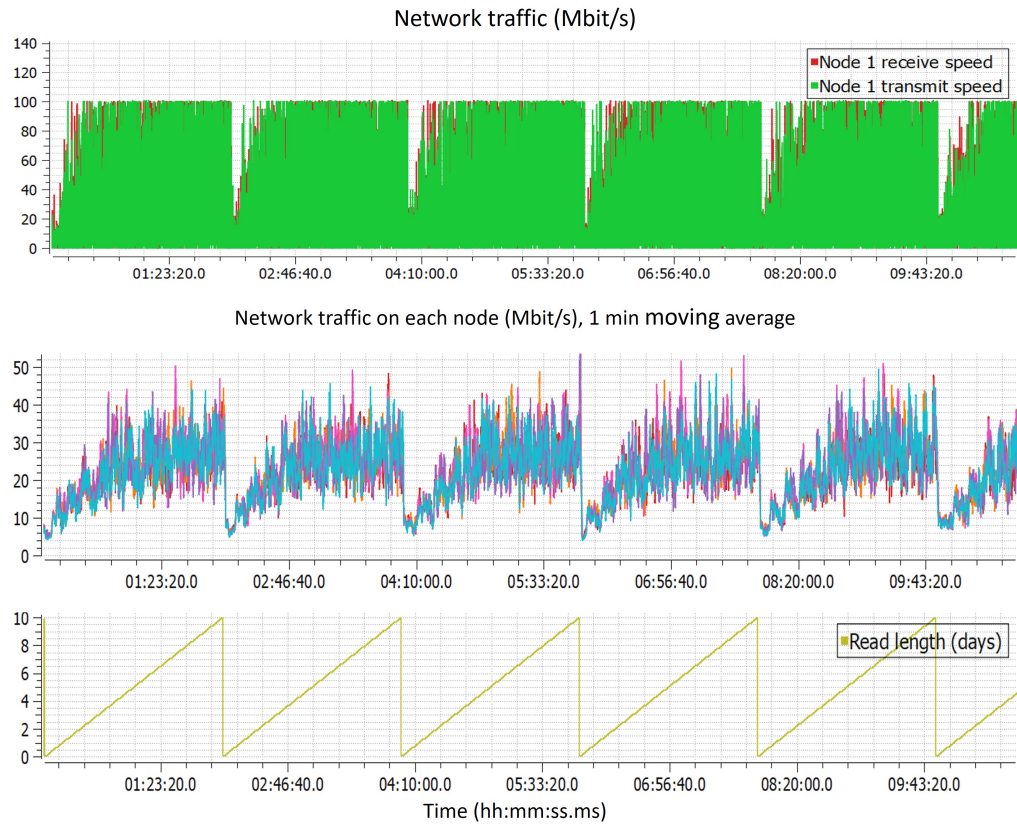 Network traffic (Mbit/s)
140
120
100
80
60
40
20
0
Node 1 receive speed
Node 1 transmit speed
01:23:20.0 02:46:40.0 04:10:00.0 05:33:20.0 06:56:40.0 08:20:00.0 09:43:20.0
Network traffic on each node (Mbit/s), 1 min moving average
50
40
30
20
10
0
01:23:20.0 02:46:40.0 04:10:00.0 05:33:20.0 06:56:40.0 08:20:00.0 09:43:20.0
10
8
6
4
2
0
Read length (days)
01:23:20.0 02:46:40.0 04:10:00.0 05:33:20.0 06:56:40.0 08:20:00.0 09:43:20.0
Time (hh:mm:ss.ms)